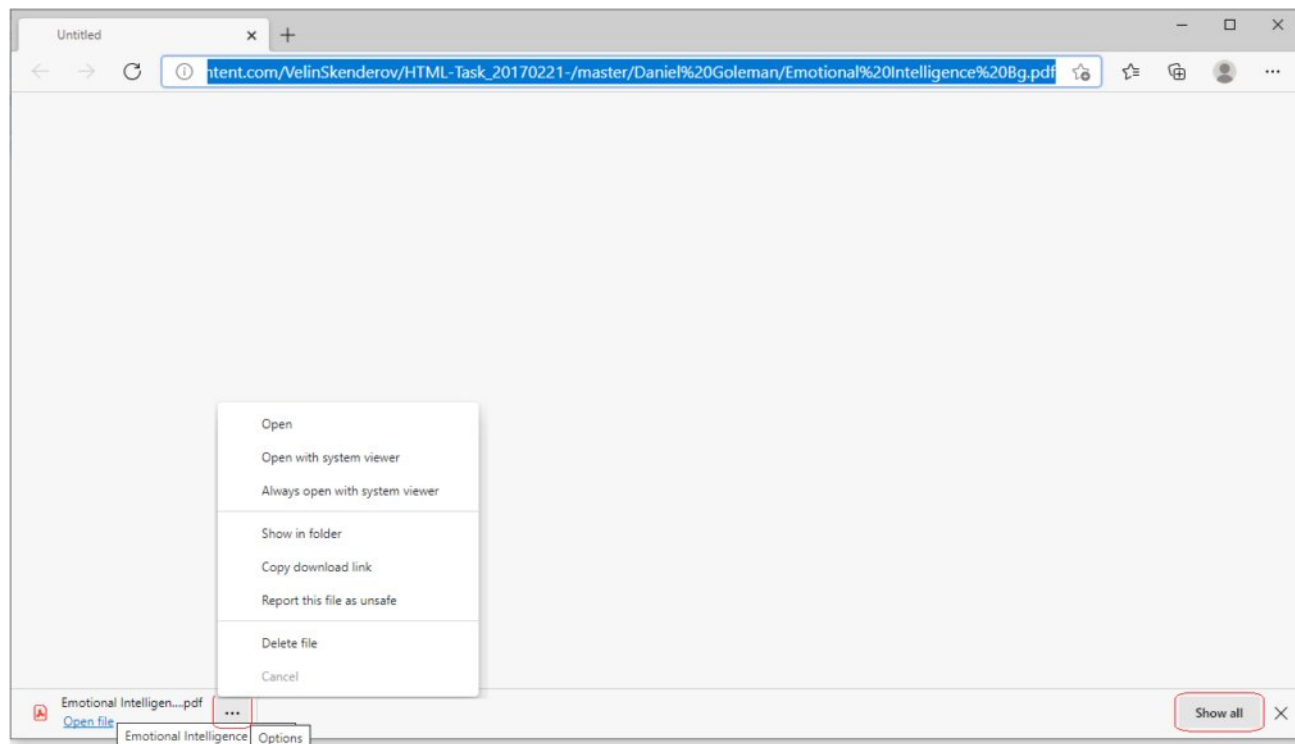 Untitled
ntent.com/VelinSkenderov/HTML-Task_20170221-/master/Daniel%20Goleman/Emotional%20Intelligence%20Bg.pdf
Open
Open with system viewer
Always open with system viewer
Show in folder
Copy download link
Report this file as unsafe
Delete file
Cancel
Emotional Intelligen....pdf
Open file
Show all
Emotional Intelligence
Options